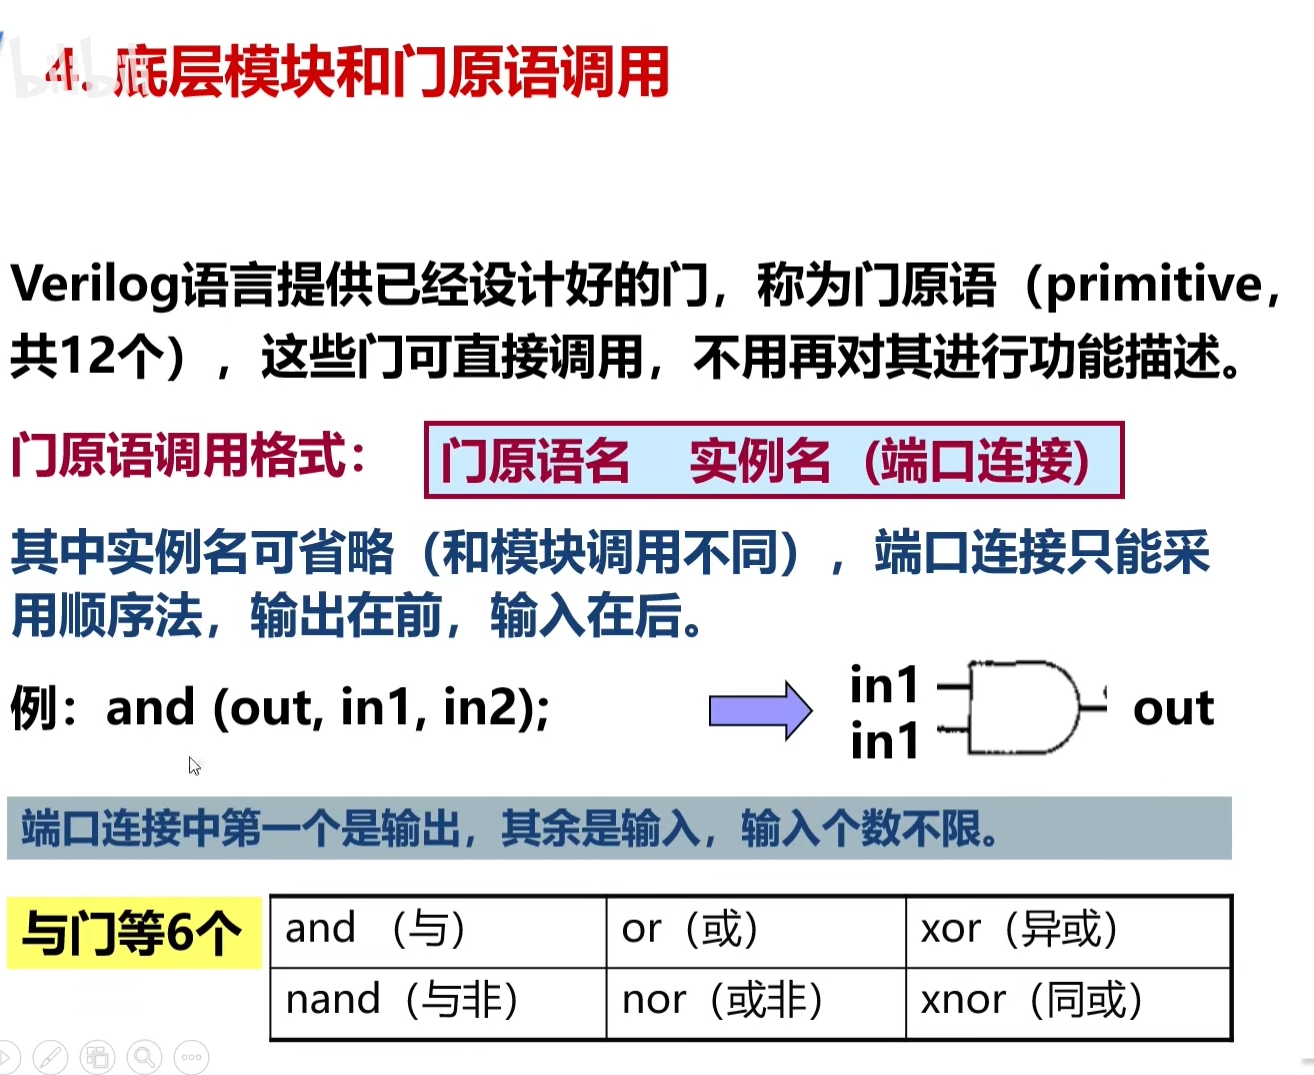 bilibili
4. 底层模块和门原语调用
Verilog语言提供已经设计好的门，称为门原语（primitive，
共12个），这些门可直接调用，不用再对其进行功能描述。
门原语调用格式：
门原语名 实例名（端口连接）
其中实例名可省略（和模块调用不同），端口连接只能采
用顺序法，输出在前，输入在后。
例：and (out, in1, in2);
in1
in1
out
端口连接中第一个是输出，其余是输入，输入个数不限。
与门等6个
and （与） or（或） xor（异或）
nand（与非） nor（或非） xnor（同或）